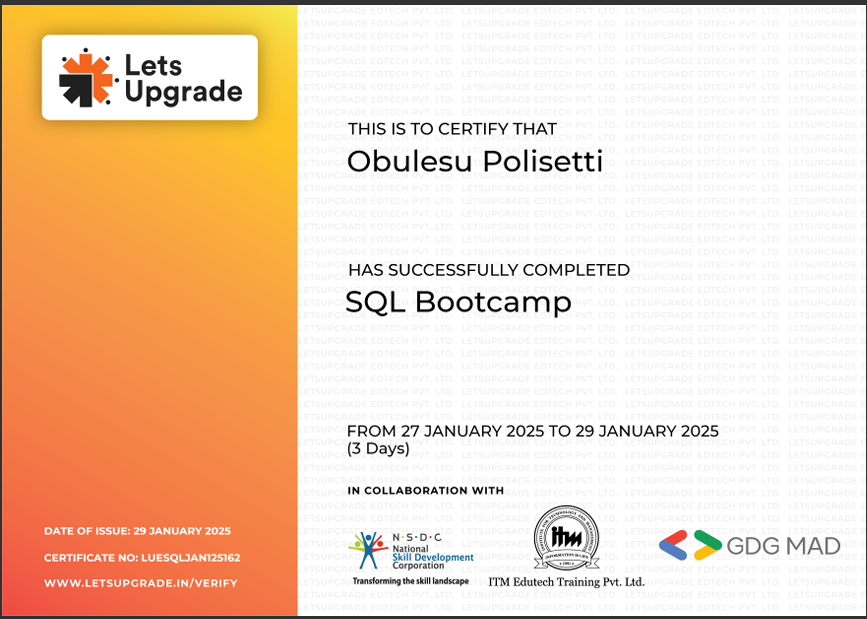 Lets
Upgrade
THIS IS TO CERTIFY THAT
Obulesu Polisetti
HAS SUCCESSFULLY COMPLETED
SQL Bootcamp
FROM 27 JANUARY 2025 TO 29 JANUARY 2025
(3 Days)
IN COLLABORATION WITH
DATE OF ISSUE: 29 JANUARY 2025
CERTIFICATE NO: LUESQLJAN125162
WWW.LETSUPGRADE.IN/VERIFY
N·S·D·C
National
Skill Development
Corporation
Transforming the skill landscape
itm
ITM Edutech Training Pvt. Ltd.
GDG MAD
LETSUPGRADE EDTECH PVT. LTD.